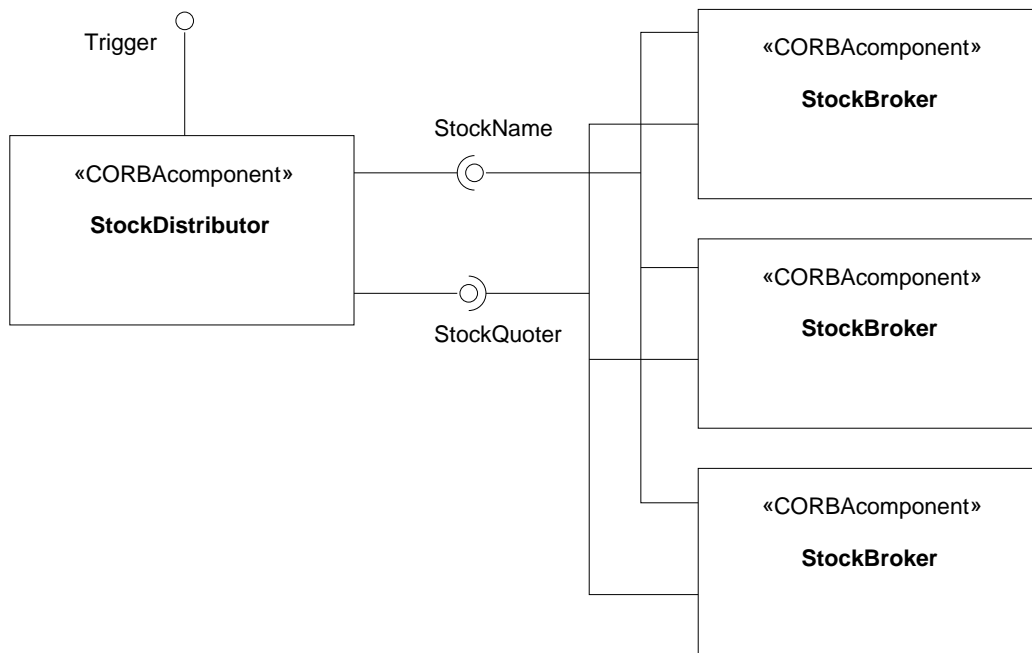 Trigger
«CORBAcomponent»
StockDistributor
StockName
StockQuoter
«CORBAcomponent»
StockBroker
«CORBAcomponent»
StockBroker
«CORBAcomponent»
StockBroker